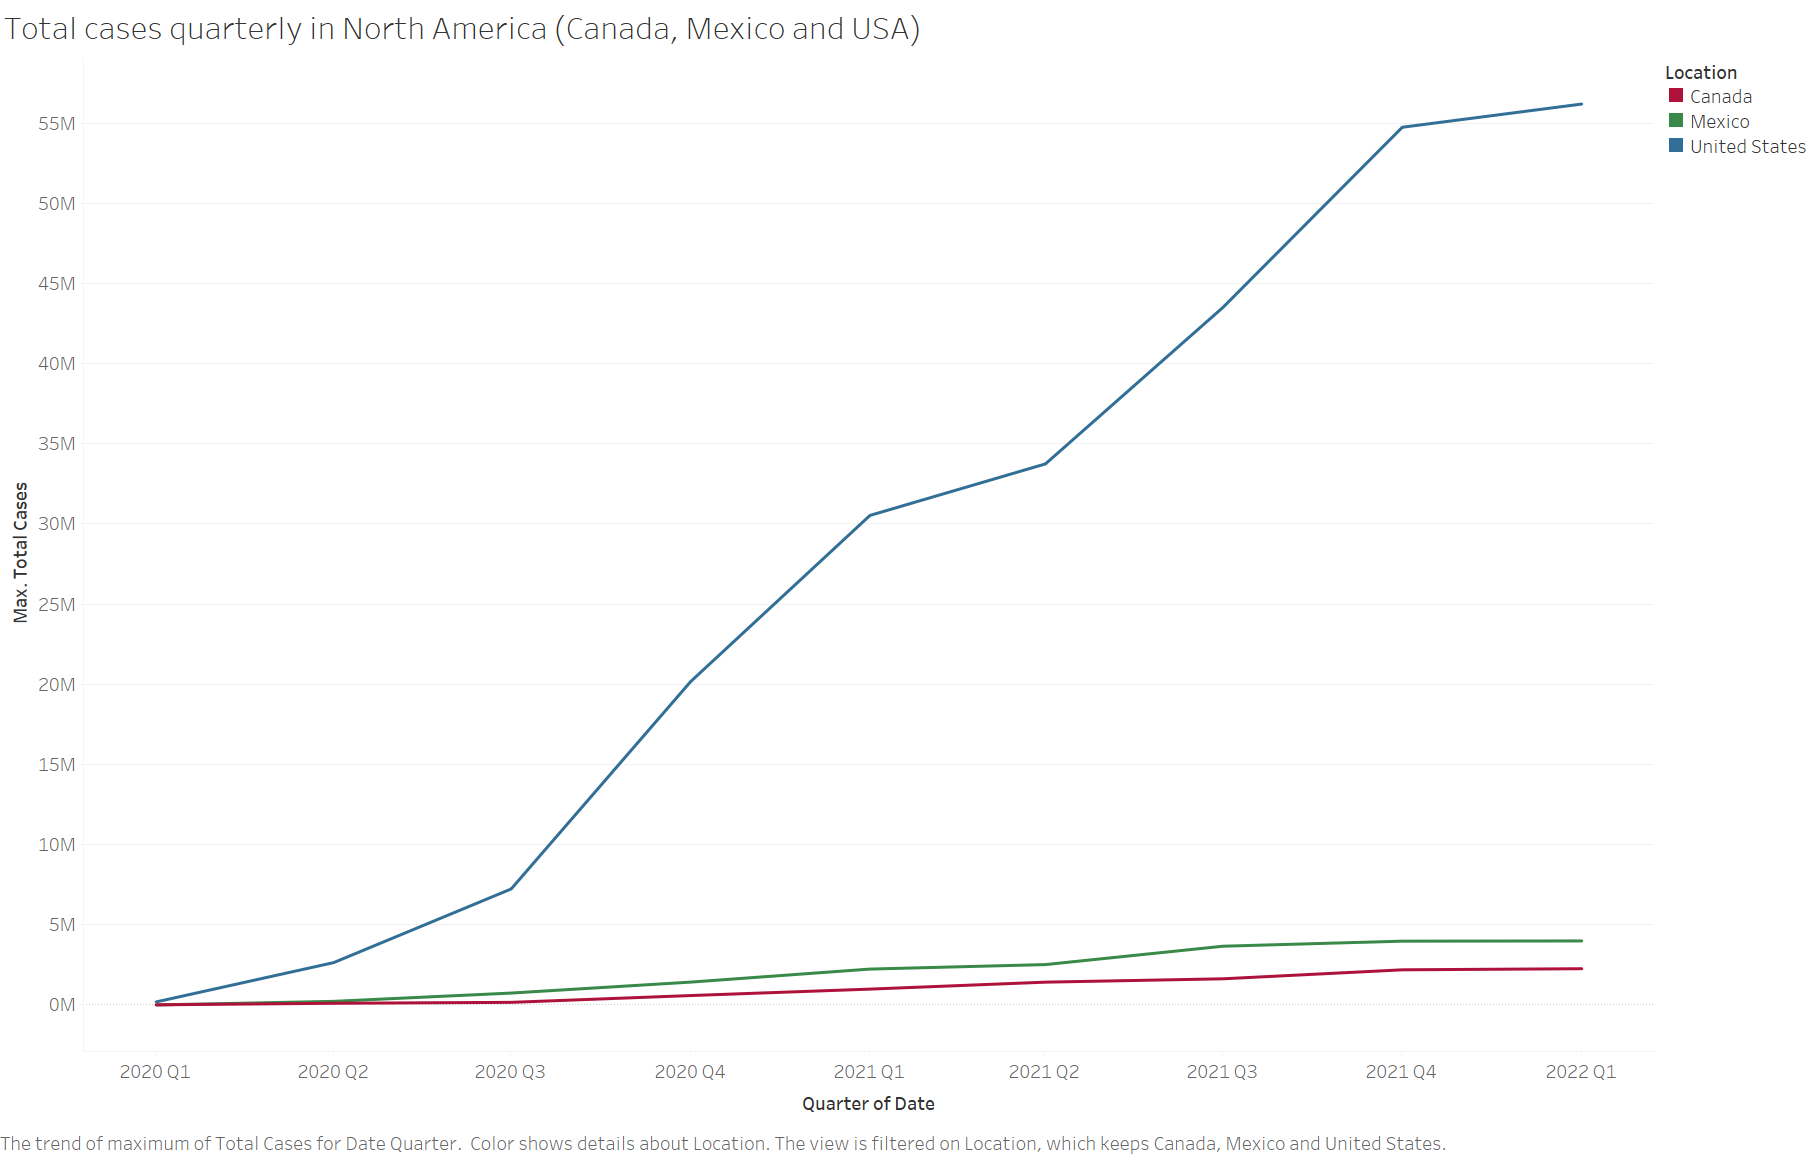 Total cases quarterly in North America (Canada, Mexico and USA)
Location
Canada
Mexico
United States
55M
50M
45M
40M
35M
30M
25M
20M
15M
10M
5M
0M
Max. Total Cases
2020 Q1 2020 Q2 2020 Q3 2020 Q4 2021 Q1 2021 Q2 2021 Q3 2021 Q4 2022 Q1
Quarter of Date
The trend of maximum of Total Cases for Date Quarter.  Color shows details about Location. The view is filtered on Location, which keeps Canada, Mexico and United States.